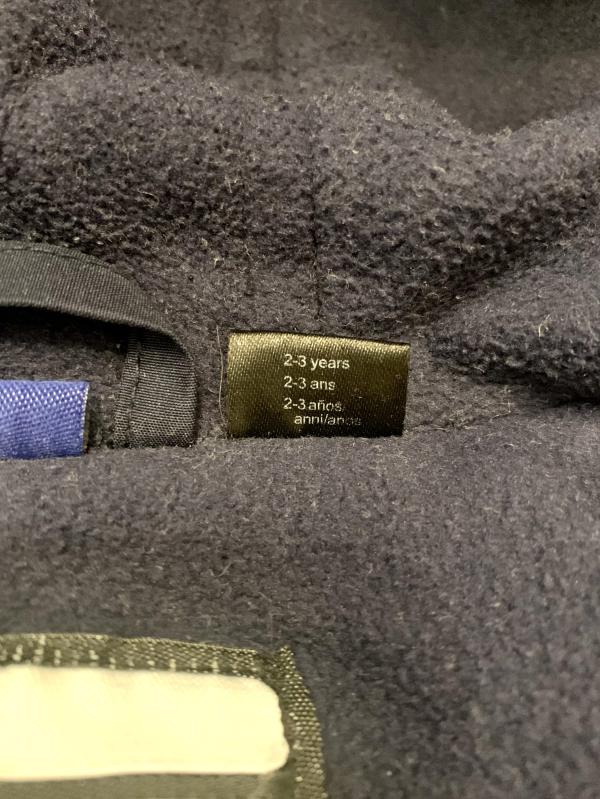 2-3 years
2-3 ans
2-3 años
anni/anos